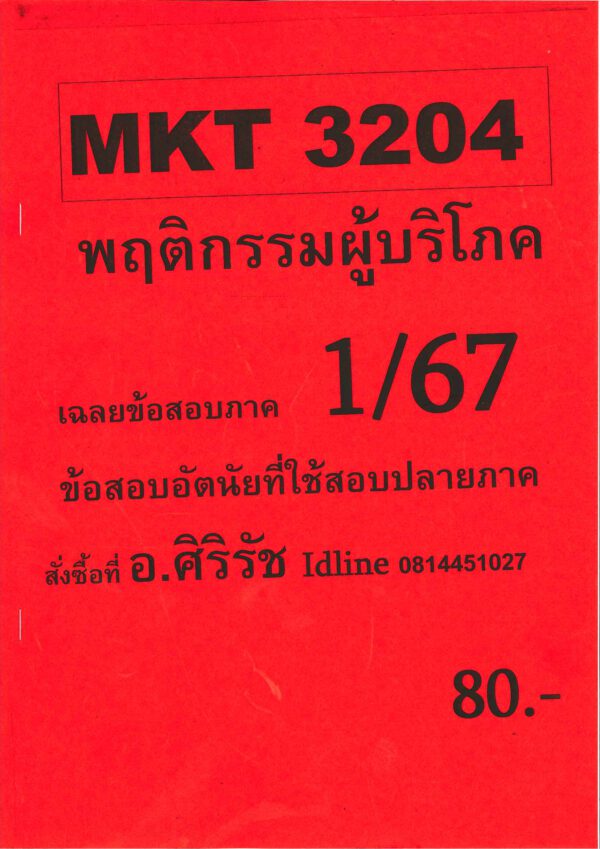 MKT 3204
พฤติกรรมผู้บริโภค
เฉลยข้อสอบภาค 1/67
ข้อสอบอัตนัยที่ใช้สอบปลายภาค
สั่งซื้อที่ อ.ศิริรัช Idline 0814451027
80.-